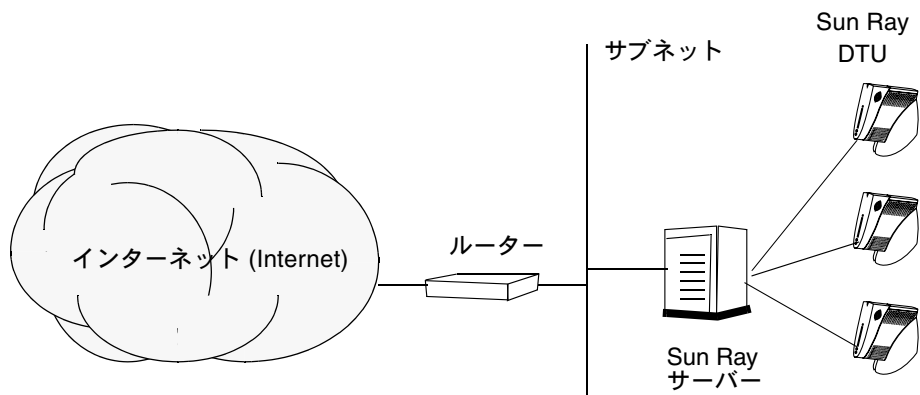 Sun Ray
DTU
サブネット
ルーター
インターネット (Internet)
Sun Ray
サーバー